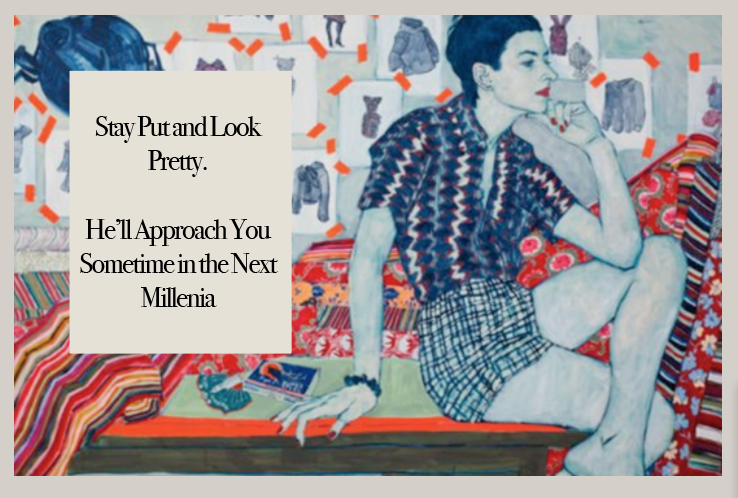 Stay Put and Look
Pretty.
He'll Approach You
Sometime in the Next
Millenia